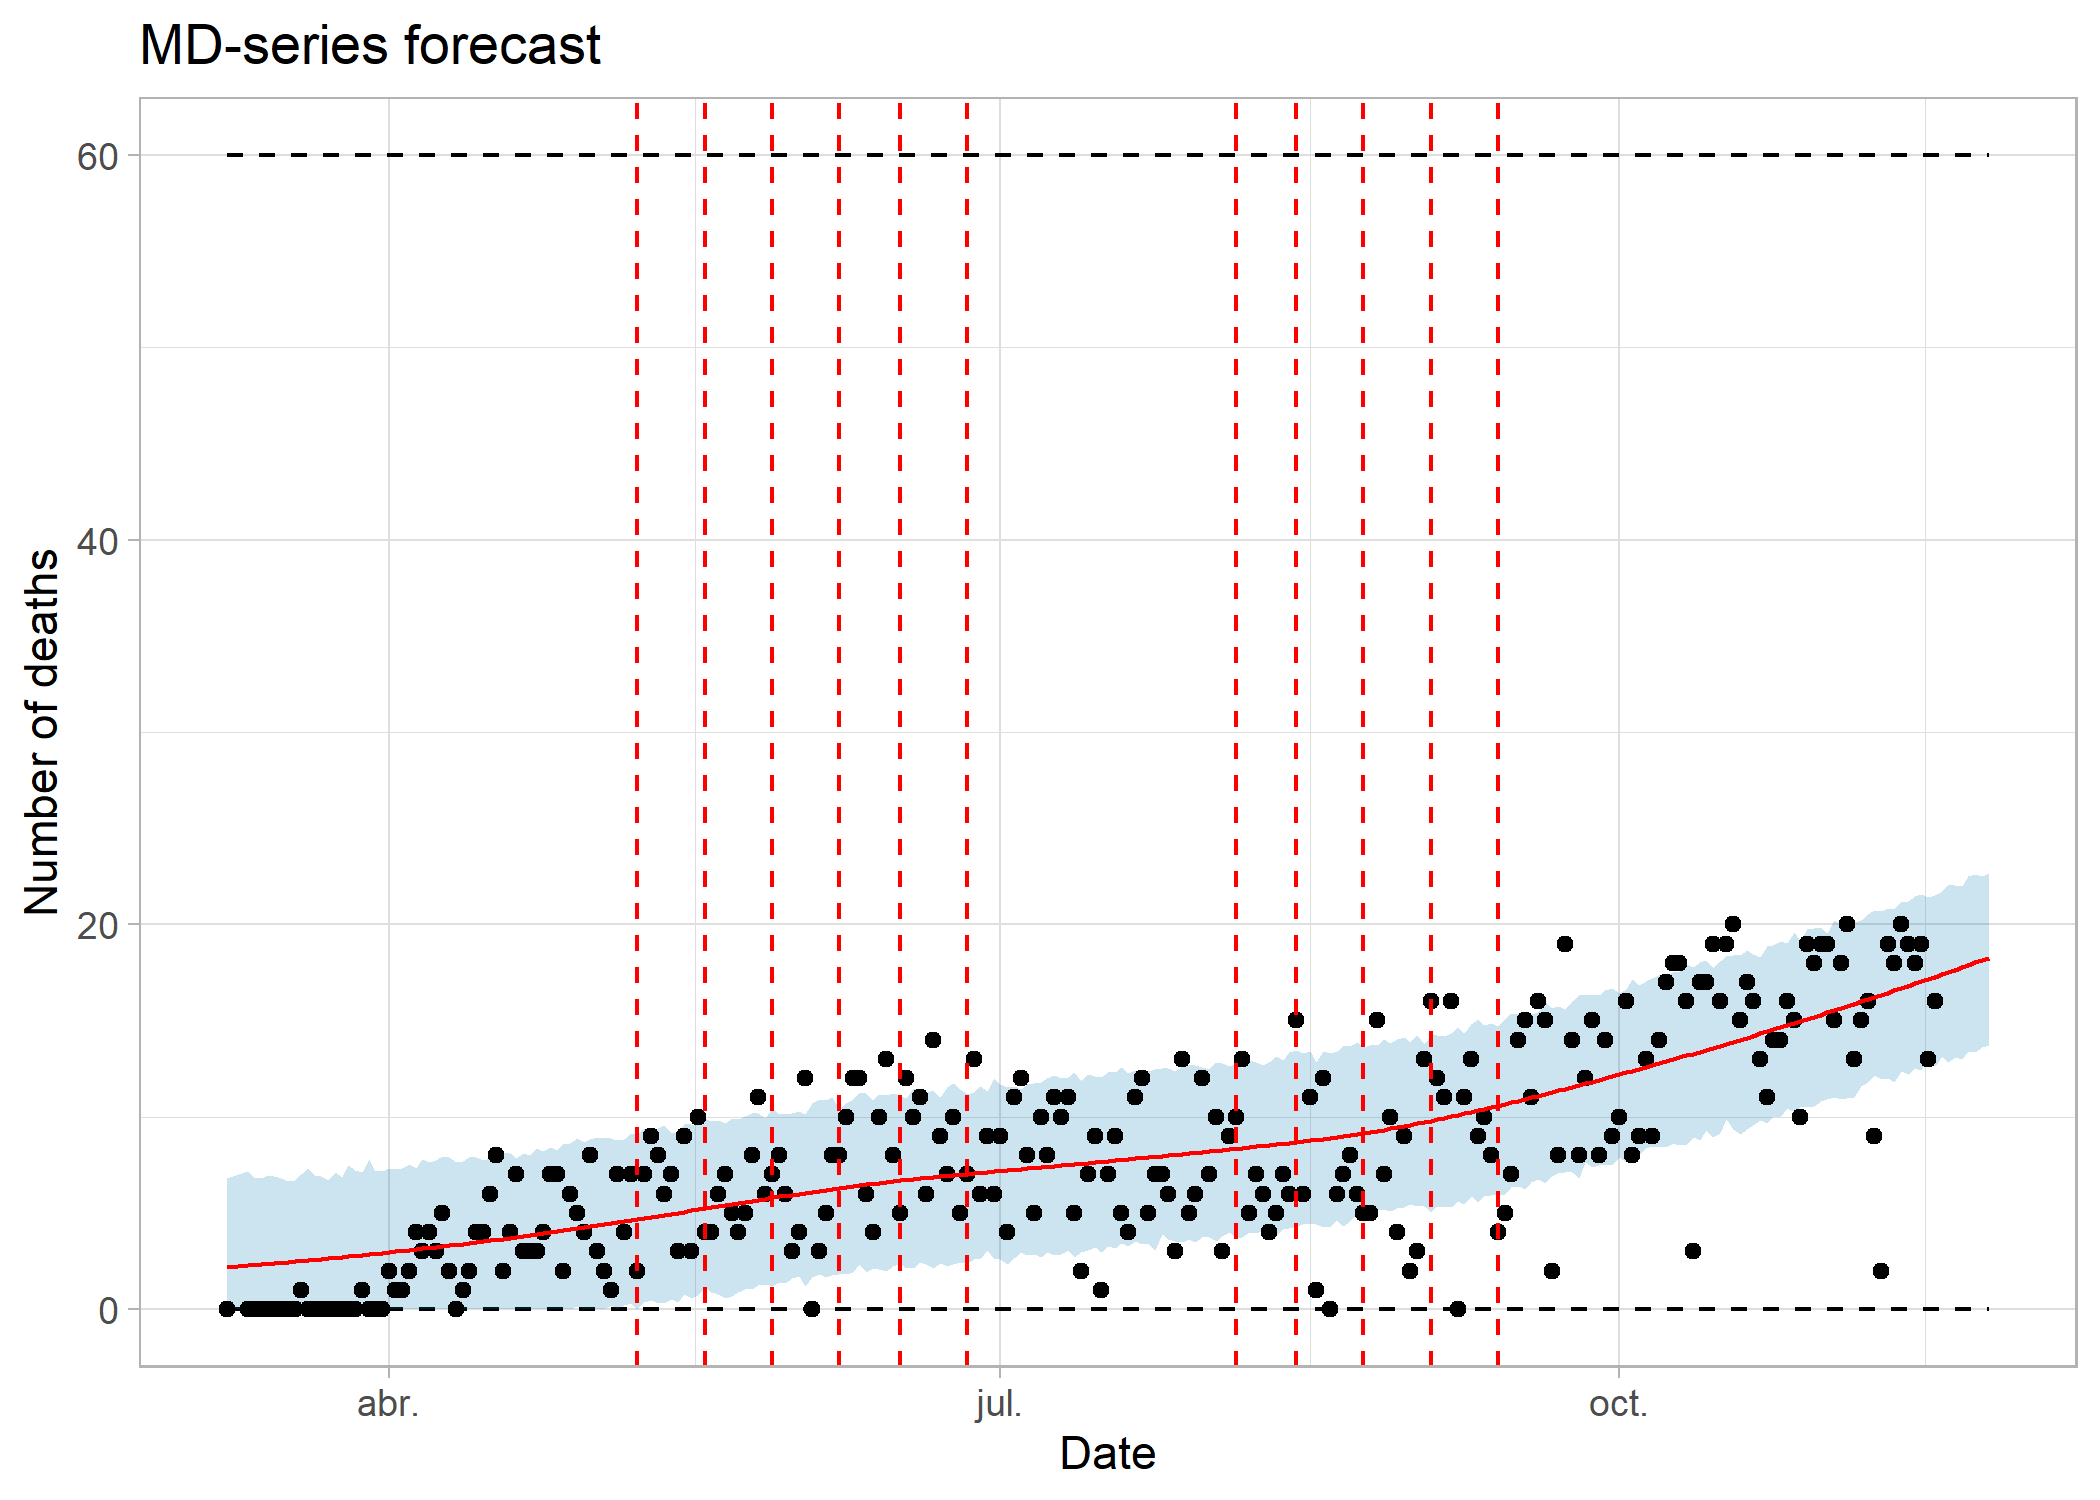 MD-series forecast
Number of deaths
60
40
20
0
abr.
jul.
oct.
Date